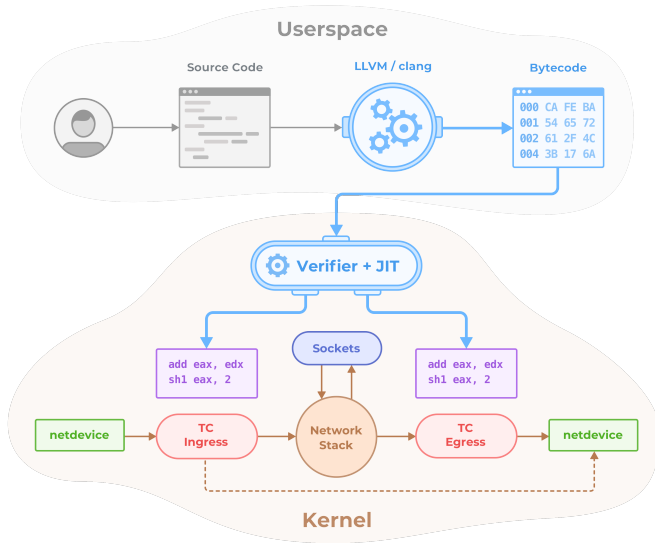 Userspace
Source Code
LLVM / clang
Bytecode
000 CA FE BA
001 54 65 72
002 61 2F 4C
004 3B 17 6A
Verifier + JIT
add eax, edx
sh1 eax, 2
Sockets
add eax, edx
sh1 eax, 2
netdevice
TC
Ingress
Network
Stack
TC
Egress
netdevice
Kernel